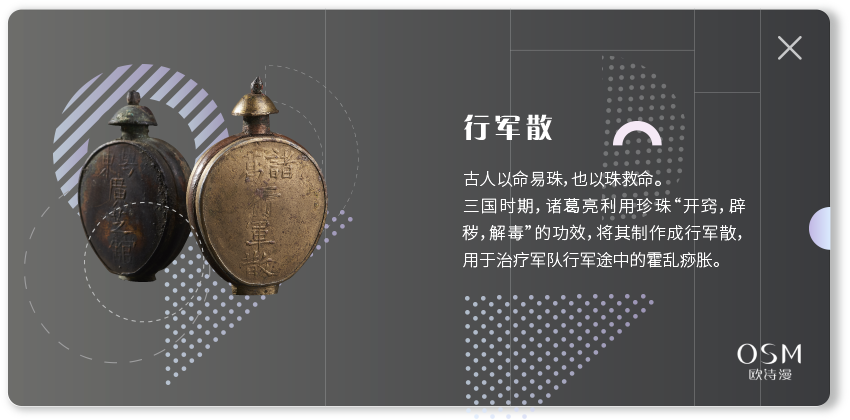 行军散
古人以命易珠，也以珠救命。
三国时期，诸葛亮利用珍珠“开窍，辟
秽，解毒”的功效，将其制作成行军散，
用于治疗军队行军途中的霍乱痧胀。
諸
軍
散
OSM
欧诗漫